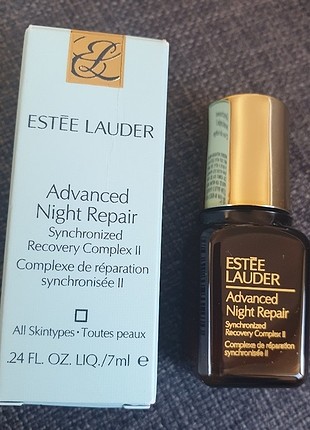 ESTĒE LAUDER
Advanced
Night Repair
Synchronized
Recovery Complex II
Complexe de réparation
synchronisée II
All Skintypes • Toutes peaux
.24 FL. OZ. LIQ./7ml e
ESTĒE
LAUDER
Advanced
Night Repair
Synchronized
Recovery Complex II
Complexe de réparation
synchronisée II